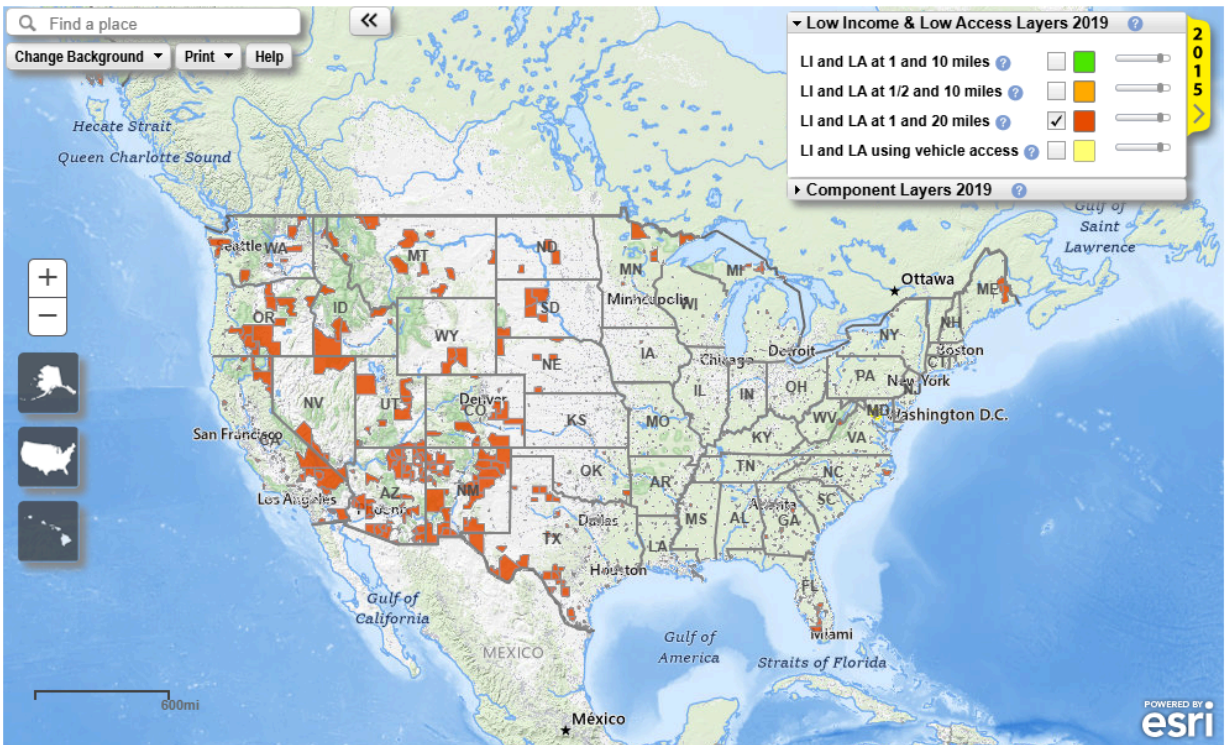 Find a place
Change Background
Print
Help
Low Income & Low Access Layers 2019
LI and LA at 1 and 10 miles
LI and LA at 1/2 and 10 miles
LI and LA at 1 and 20 miles
LI and LA using vehicle access
Component Layers 2019
2015
Hecate Strait
Queen Charlotte Sound
Gulf of
Saint
Lawrence
Seattle
WA
MT
ND
MN
MI
Ottawa
ME
OR
ID
SD
Minneapolis
WI
NY
NH
WY
IA
Chicago
Detroit
Boston
CT
NE
PA
New York
NJ
NV
UT
Denver
CO
IL
IN
OH
MD
Washington D.C.
San Francisco
CA
KS
MO
WV
VA
KY
Los Angeles
AZ
Phoenix
NM
OK
AR
TN
NC
SC
Atlanta
Dallas
MS
AL
GA
TX
LA
Houston
FL
Gulf of
California
Miami
MEXICO
Gulf of
America
Straits of Florida
600mi
México
POWERED BY
esri